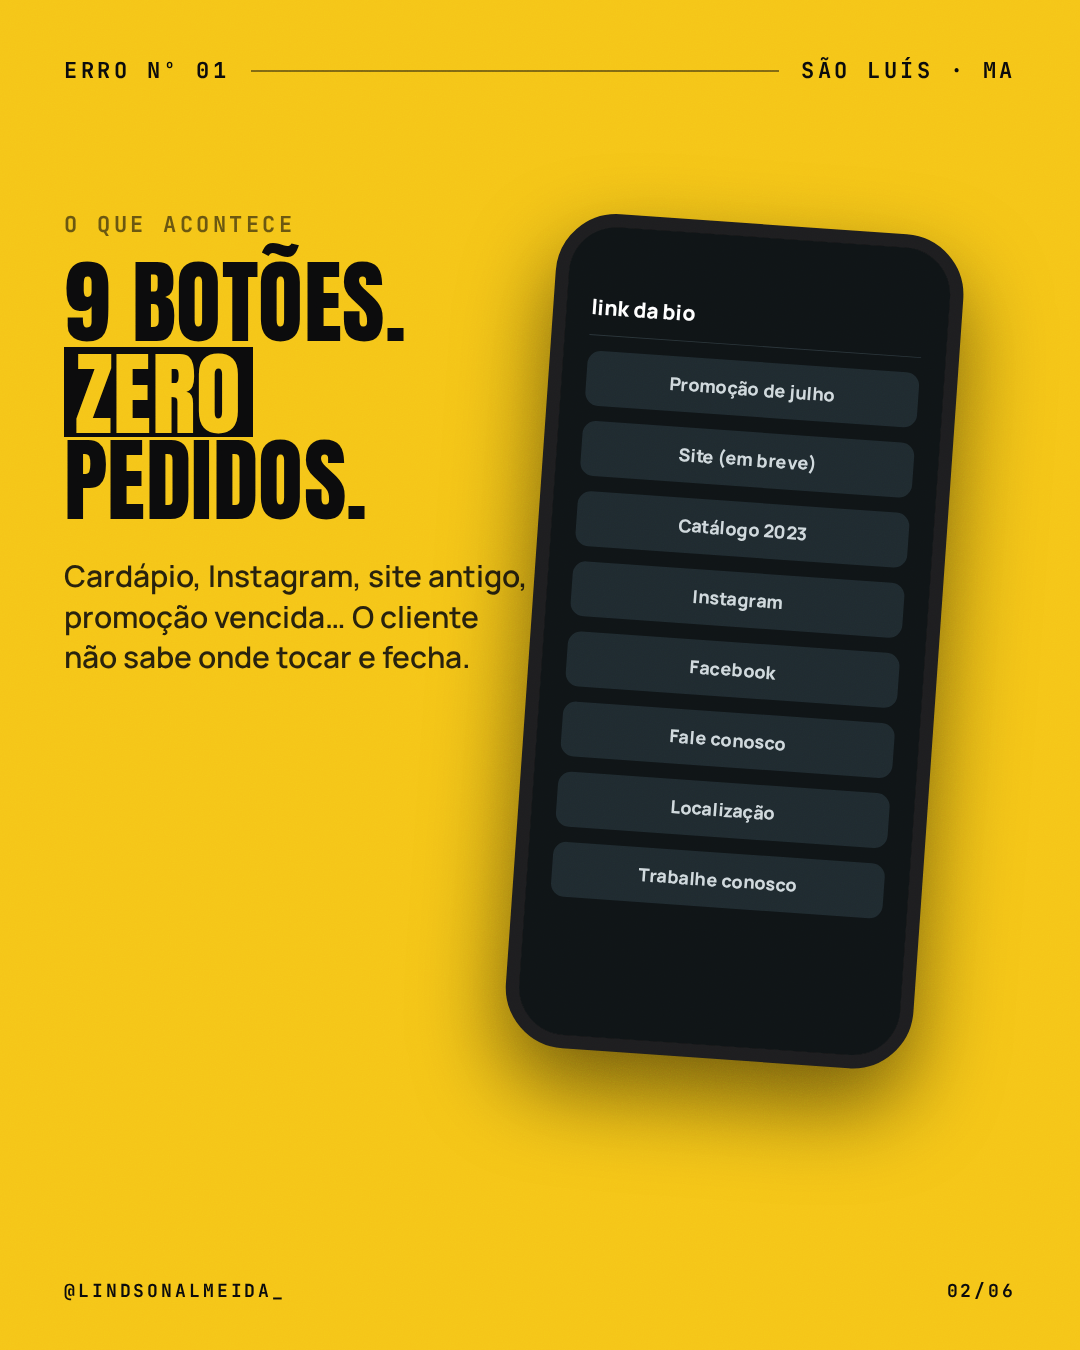 ERRO N° 01
SÃO LUÍS · MA
O QUE ACONTECE
9 BOTÕES.
ZERO
PEDIDOS.
Cardápio, Instagram, site antigo,
promoção vencida… O cliente
não sabe onde tocar e fecha.
link da bio
Promoção de julho
Site (em breve)
Catálogo 2023
Instagram
Facebook
Fale conosco
Localização
Trabalhe conosco
@LINDSONALMEIDA_
02/06